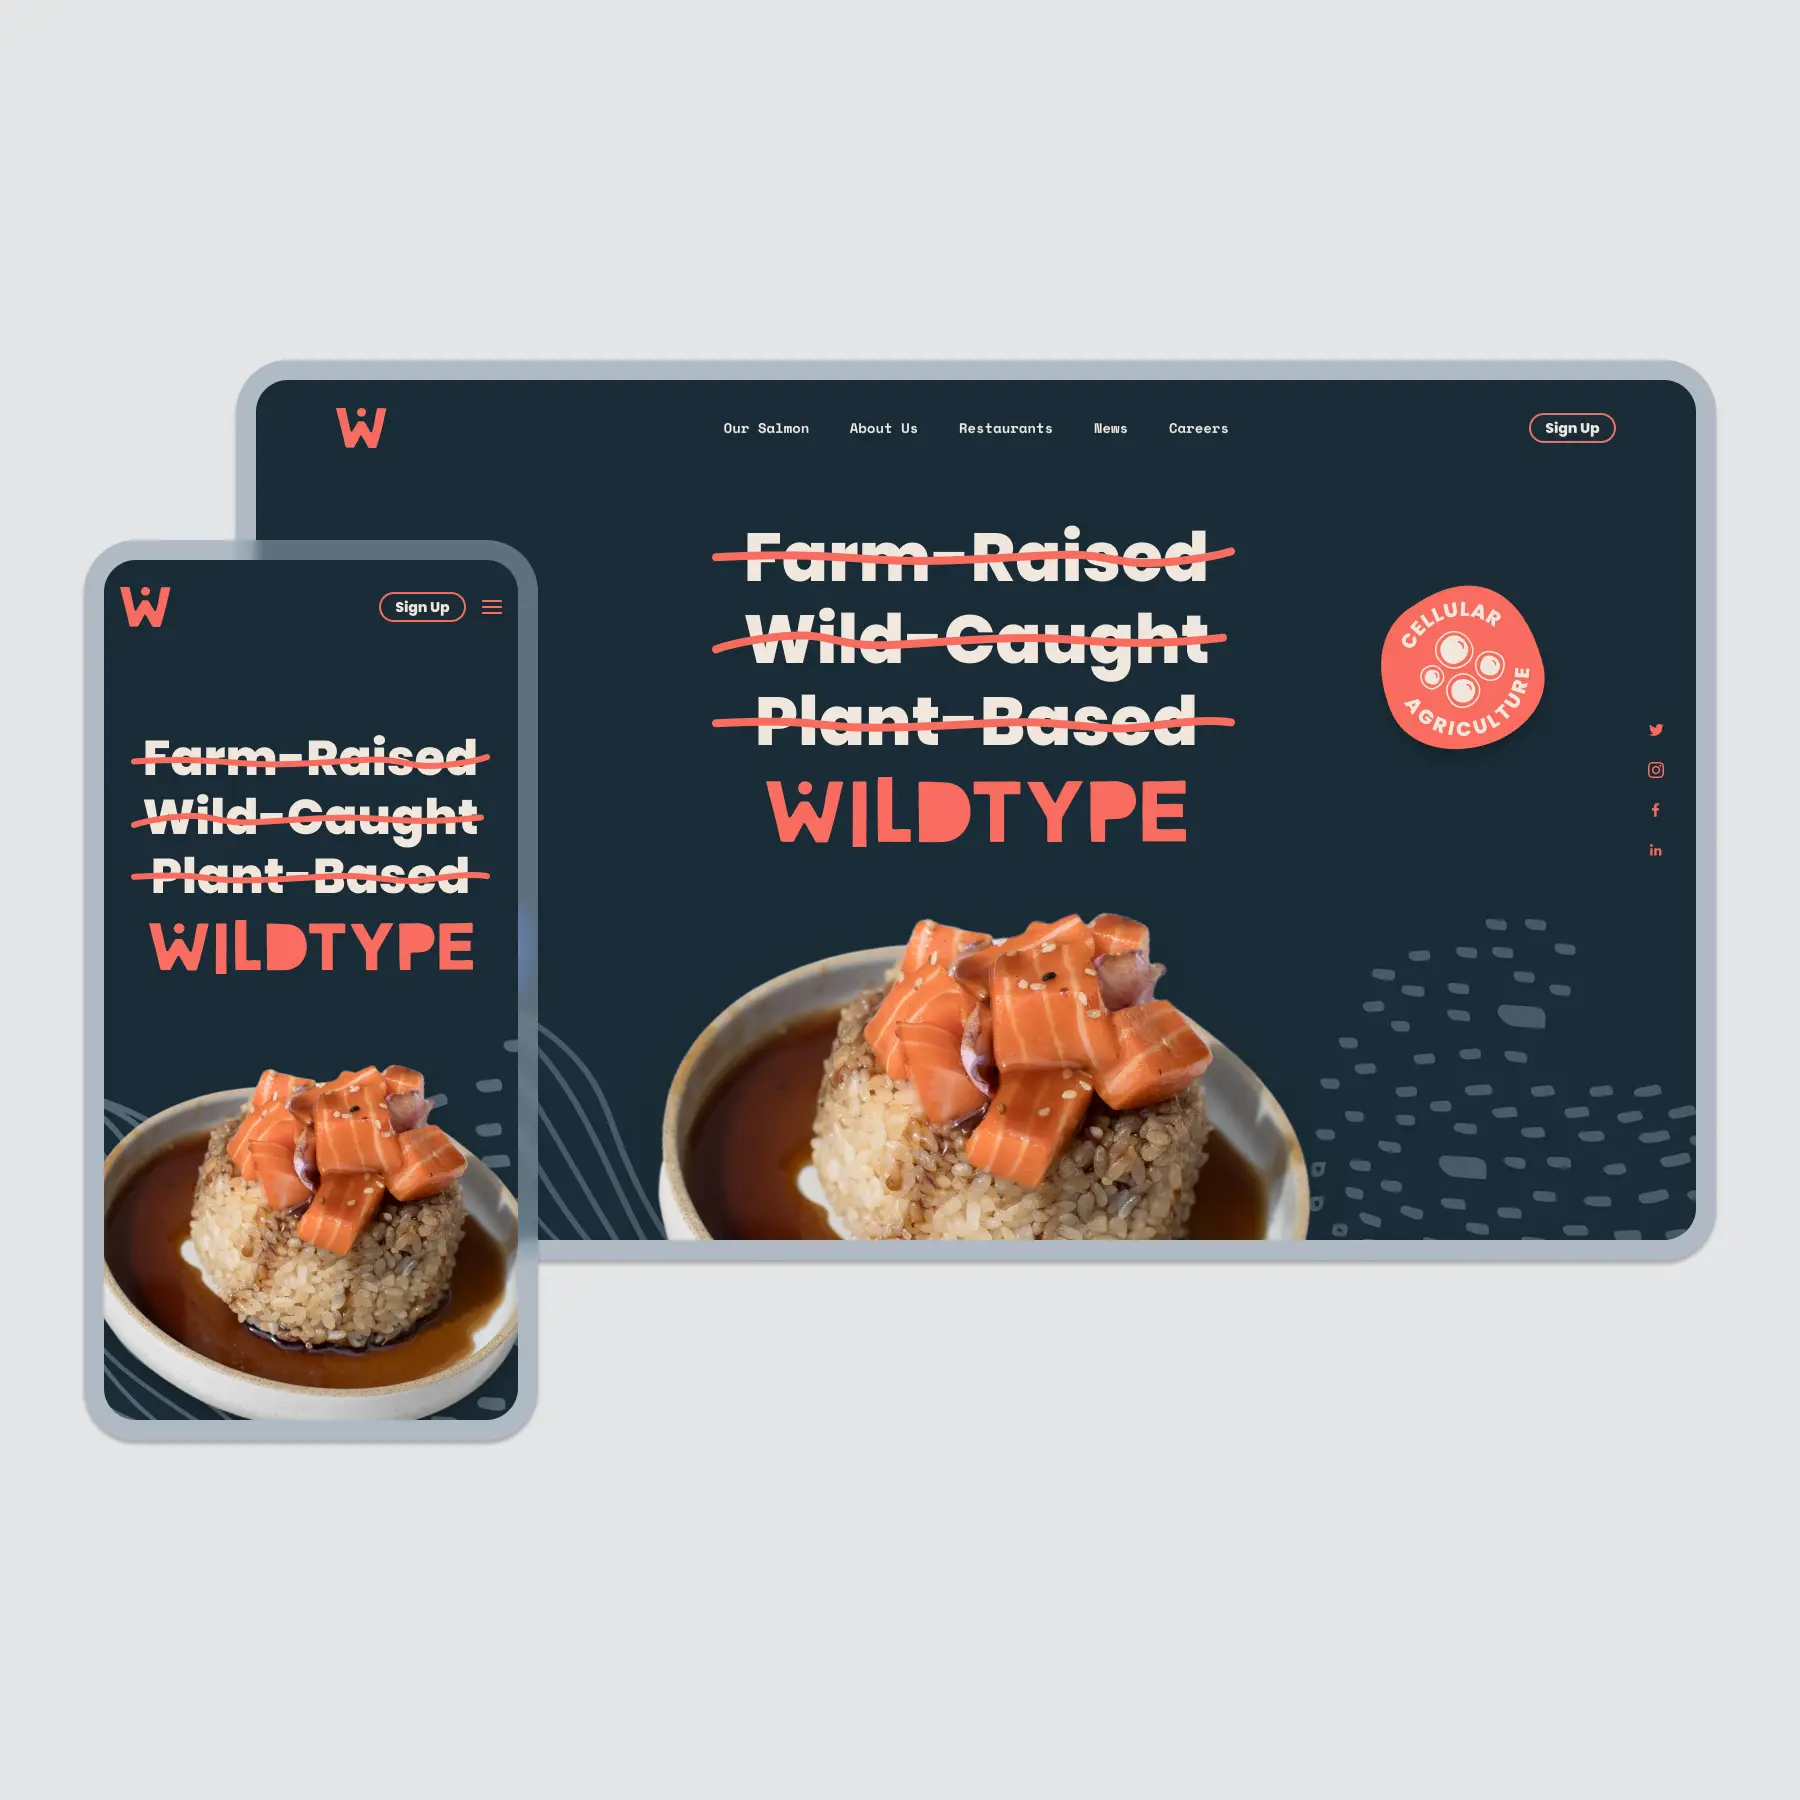 W
Our Salmon
About Us
Restaurants
News
Careers
Sign Up
Farm-Raised
Wild-Caught
Plant-Based
WILDTYPE
CELLULAR
AGRICULTURE
f
in
W
Sign Up
Farm-Raised
Wild-Caught
Plant-Based
WILDTYPE